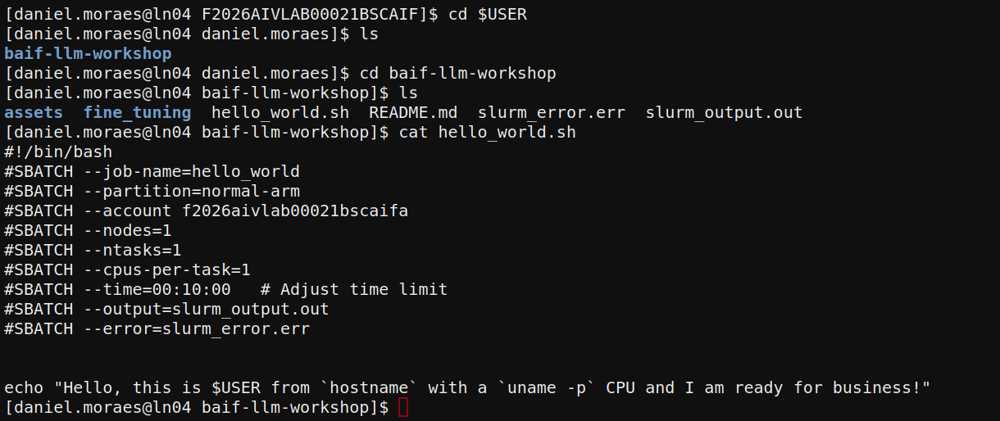 [daniel.moraes@ln04 F2026AIVLAB00021BSCAIF]$ cd $USER
[daniel.moraes@ln04 daniel.moraes]$ ls
baif-llm-workshop
[daniel.moraes@ln04 daniel.moraes]$ cd baif-llm-workshop
[daniel.moraes@ln04 baif-llm-workshop]$ ls
assets  fine_tuning  hello_world.sh  README.md  slurm_error.err  slurm_output.out
[daniel.moraes@ln04 baif-llm-workshop]$ cat hello_world.sh
#!/bin/bash
#SBATCH --job-name=hello_world
#SBATCH --partition=normal-arm
#SBATCH --account f2026aivlab00021bscaifa
#SBATCH --nodes=1
#SBATCH --ntasks=1
#SBATCH --cpus-per-task=1
#SBATCH --time=00:10:00   # Adjust time limit
#SBATCH --output=slurm_output.out
#SBATCH --error=slurm_error.err
echo "Hello, this is $USER from `hostname` with a `uname -p` CPU and I am ready for business!"
[daniel.moraes@ln04 baif-llm-workshop]$